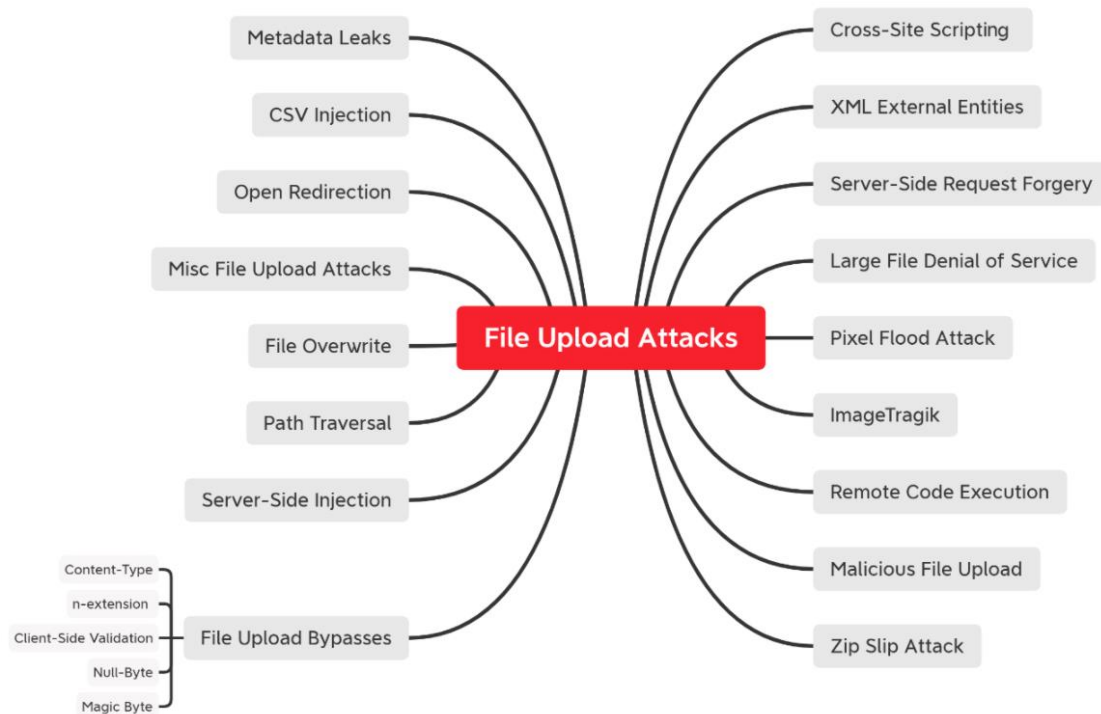 Metadata Leaks
CSV Injection
Open Redirection
Misc File Upload Attacks
File Overwrite
Path Traversal
Server-Side Injection
File Upload Bypasses
Content-Type
n-extension
Client-Side Validation
Null-Byte
Magic Byte
File Upload Attacks
Cross-Site Scripting
XML External Entities
Server-Side Request Forgery
Large File Denial of Service
Pixel Flood Attack
ImageTragik
Remote Code Execution
Malicious File Upload
Zip Slip Attack